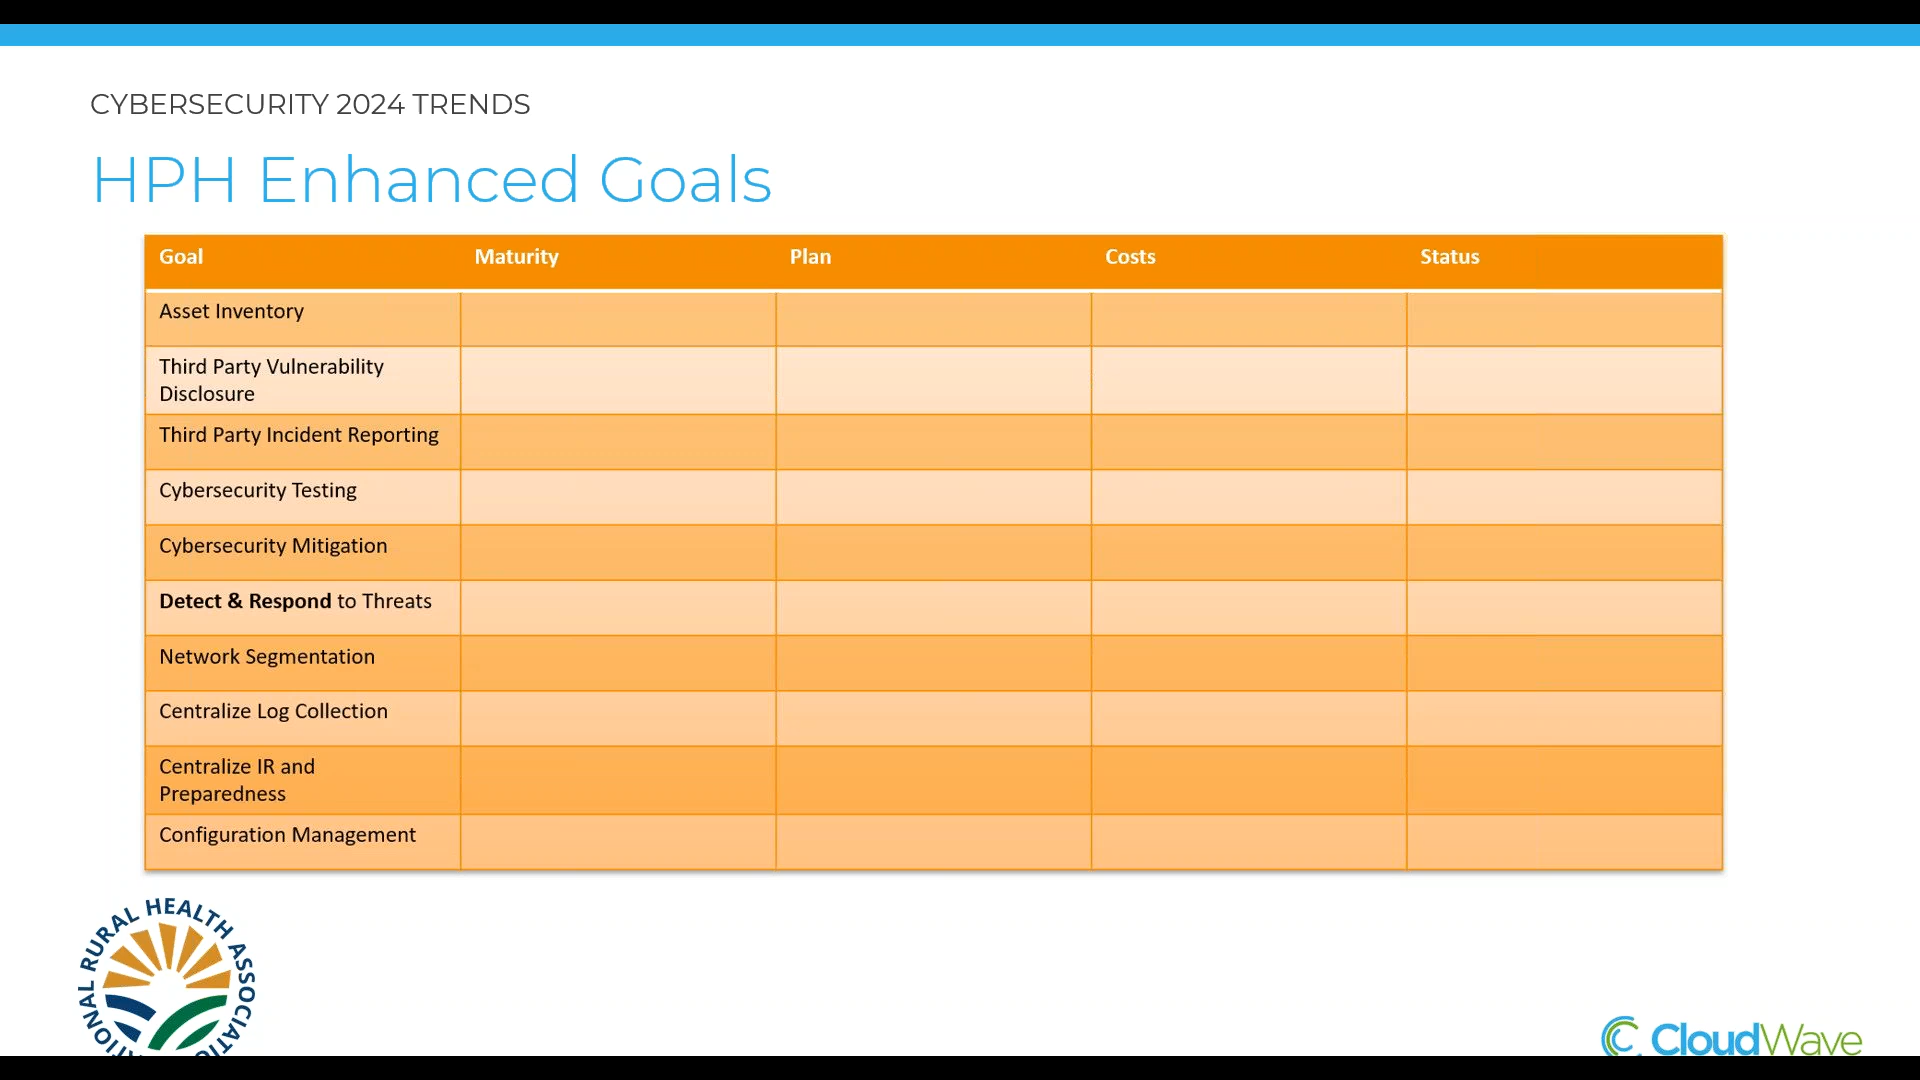 CYBERSECURITY 2024 TRENDS
HPH Enhanced Goals
Goal Maturity Plan Costs Status
Asset Inventory
Third Party Vulnerability
Disclosure
Third Party Incident Reporting
Cybersecurity Testing
Cybersecurity Mitigation
Detect & Respond to Threats
Network Segmentation
Centralize Log Collection
Centralize IR and
Preparedness
Configuration Management
RURAL HEALTH
CloudWave